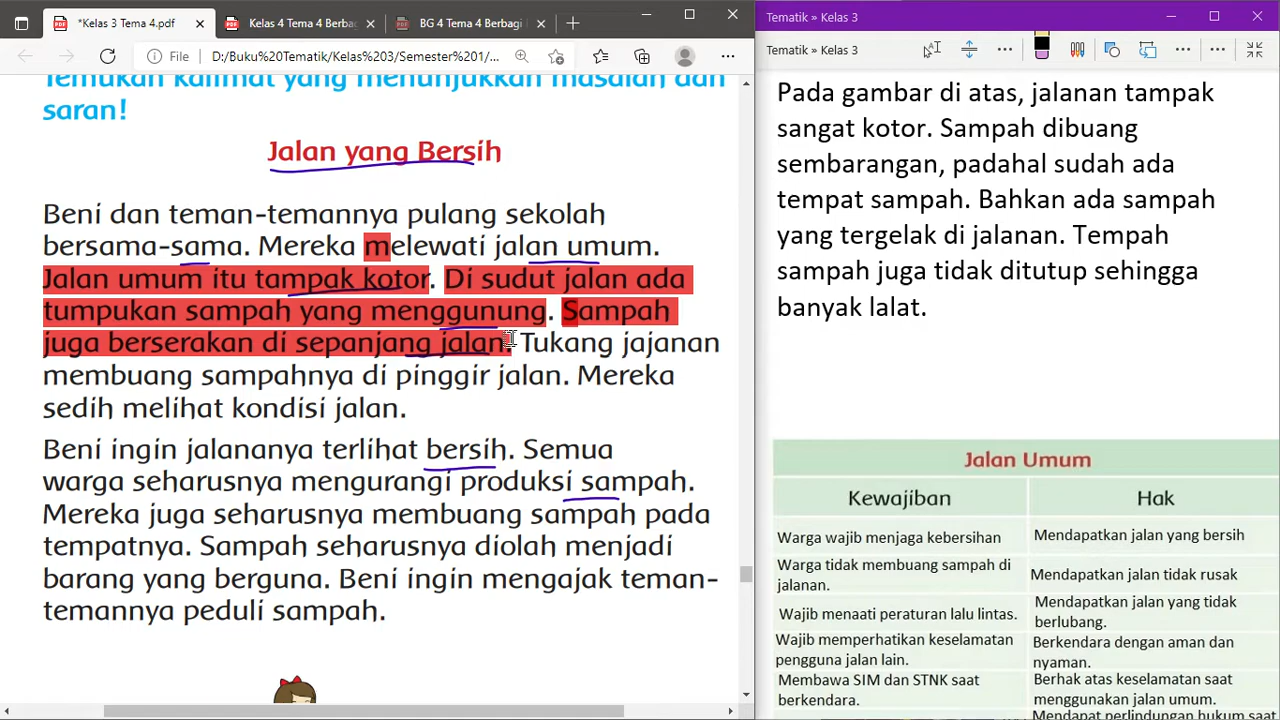 *Kelas 3 Tema 4.pdf
Kelas 4 Tema 4 Berbag
BG 4 Tema 4 Berbagi
File
D:/Buku%20Tematik/Kelas%203/Semester%201/...
Temukan kalimat yang menunjukkan masalah dan
saran!
Jalan yang Bersih
Beni dan teman-temannya pulang sekolah
bersama-sama. Mereka melewati jalan umum.
Jalan umum itu tampak kotor. Di sudut jalan ada
tumpukan sampah yang menggunung. Sampah
juga berserakan di sepanjang jalan. Tukang jajanan
membuang sampahnya di pinggir jalan. Mereka
sedih melihat kondisi jalan.
Beni ingin jalananya terlihat bersih. Semua
warga seharusnya mengurangi produksi sampah.
Mereka juga seharusnya membuang sampah pada
tempatnya. Sampah seharusnya diolah menjadi
barang yang berguna. Beni ingin mengajak teman-
temannya peduli sampah.
Tematik » Kelas 3
Tematik » Kelas 3
Pada gambar di atas, jalanan tampak
sangat kotor. Sampah dibuang
sembarangan, padahal sudah ada
tempat sampah. Bahkan ada sampah
yang tergelak di jalanan. Tempah
sampah juga tidak ditutup sehingga
banyak lalat.
Jalan Umum
Kewajiban
Hak
Warga wajib menjaga kebersihan
Mendapatkan jalan yang bersih
Warga tidak membuang sampah di
jalanan.
Mendapatkan jalan tidak rusak
Wajib menaati peraturan lalu lintas.
Mendapatkan jalan yang tidak
berlubang.
Wajib memperhatikan keselamatan
pengguna jalan lain.
Berkendara dengan aman dan
nyaman.
Membawa SIM dan STNK saat
berkendara.
Berhak atas keselamatan saat
menggunakan jalan umum.
Mendapat perlindungan hukum saat